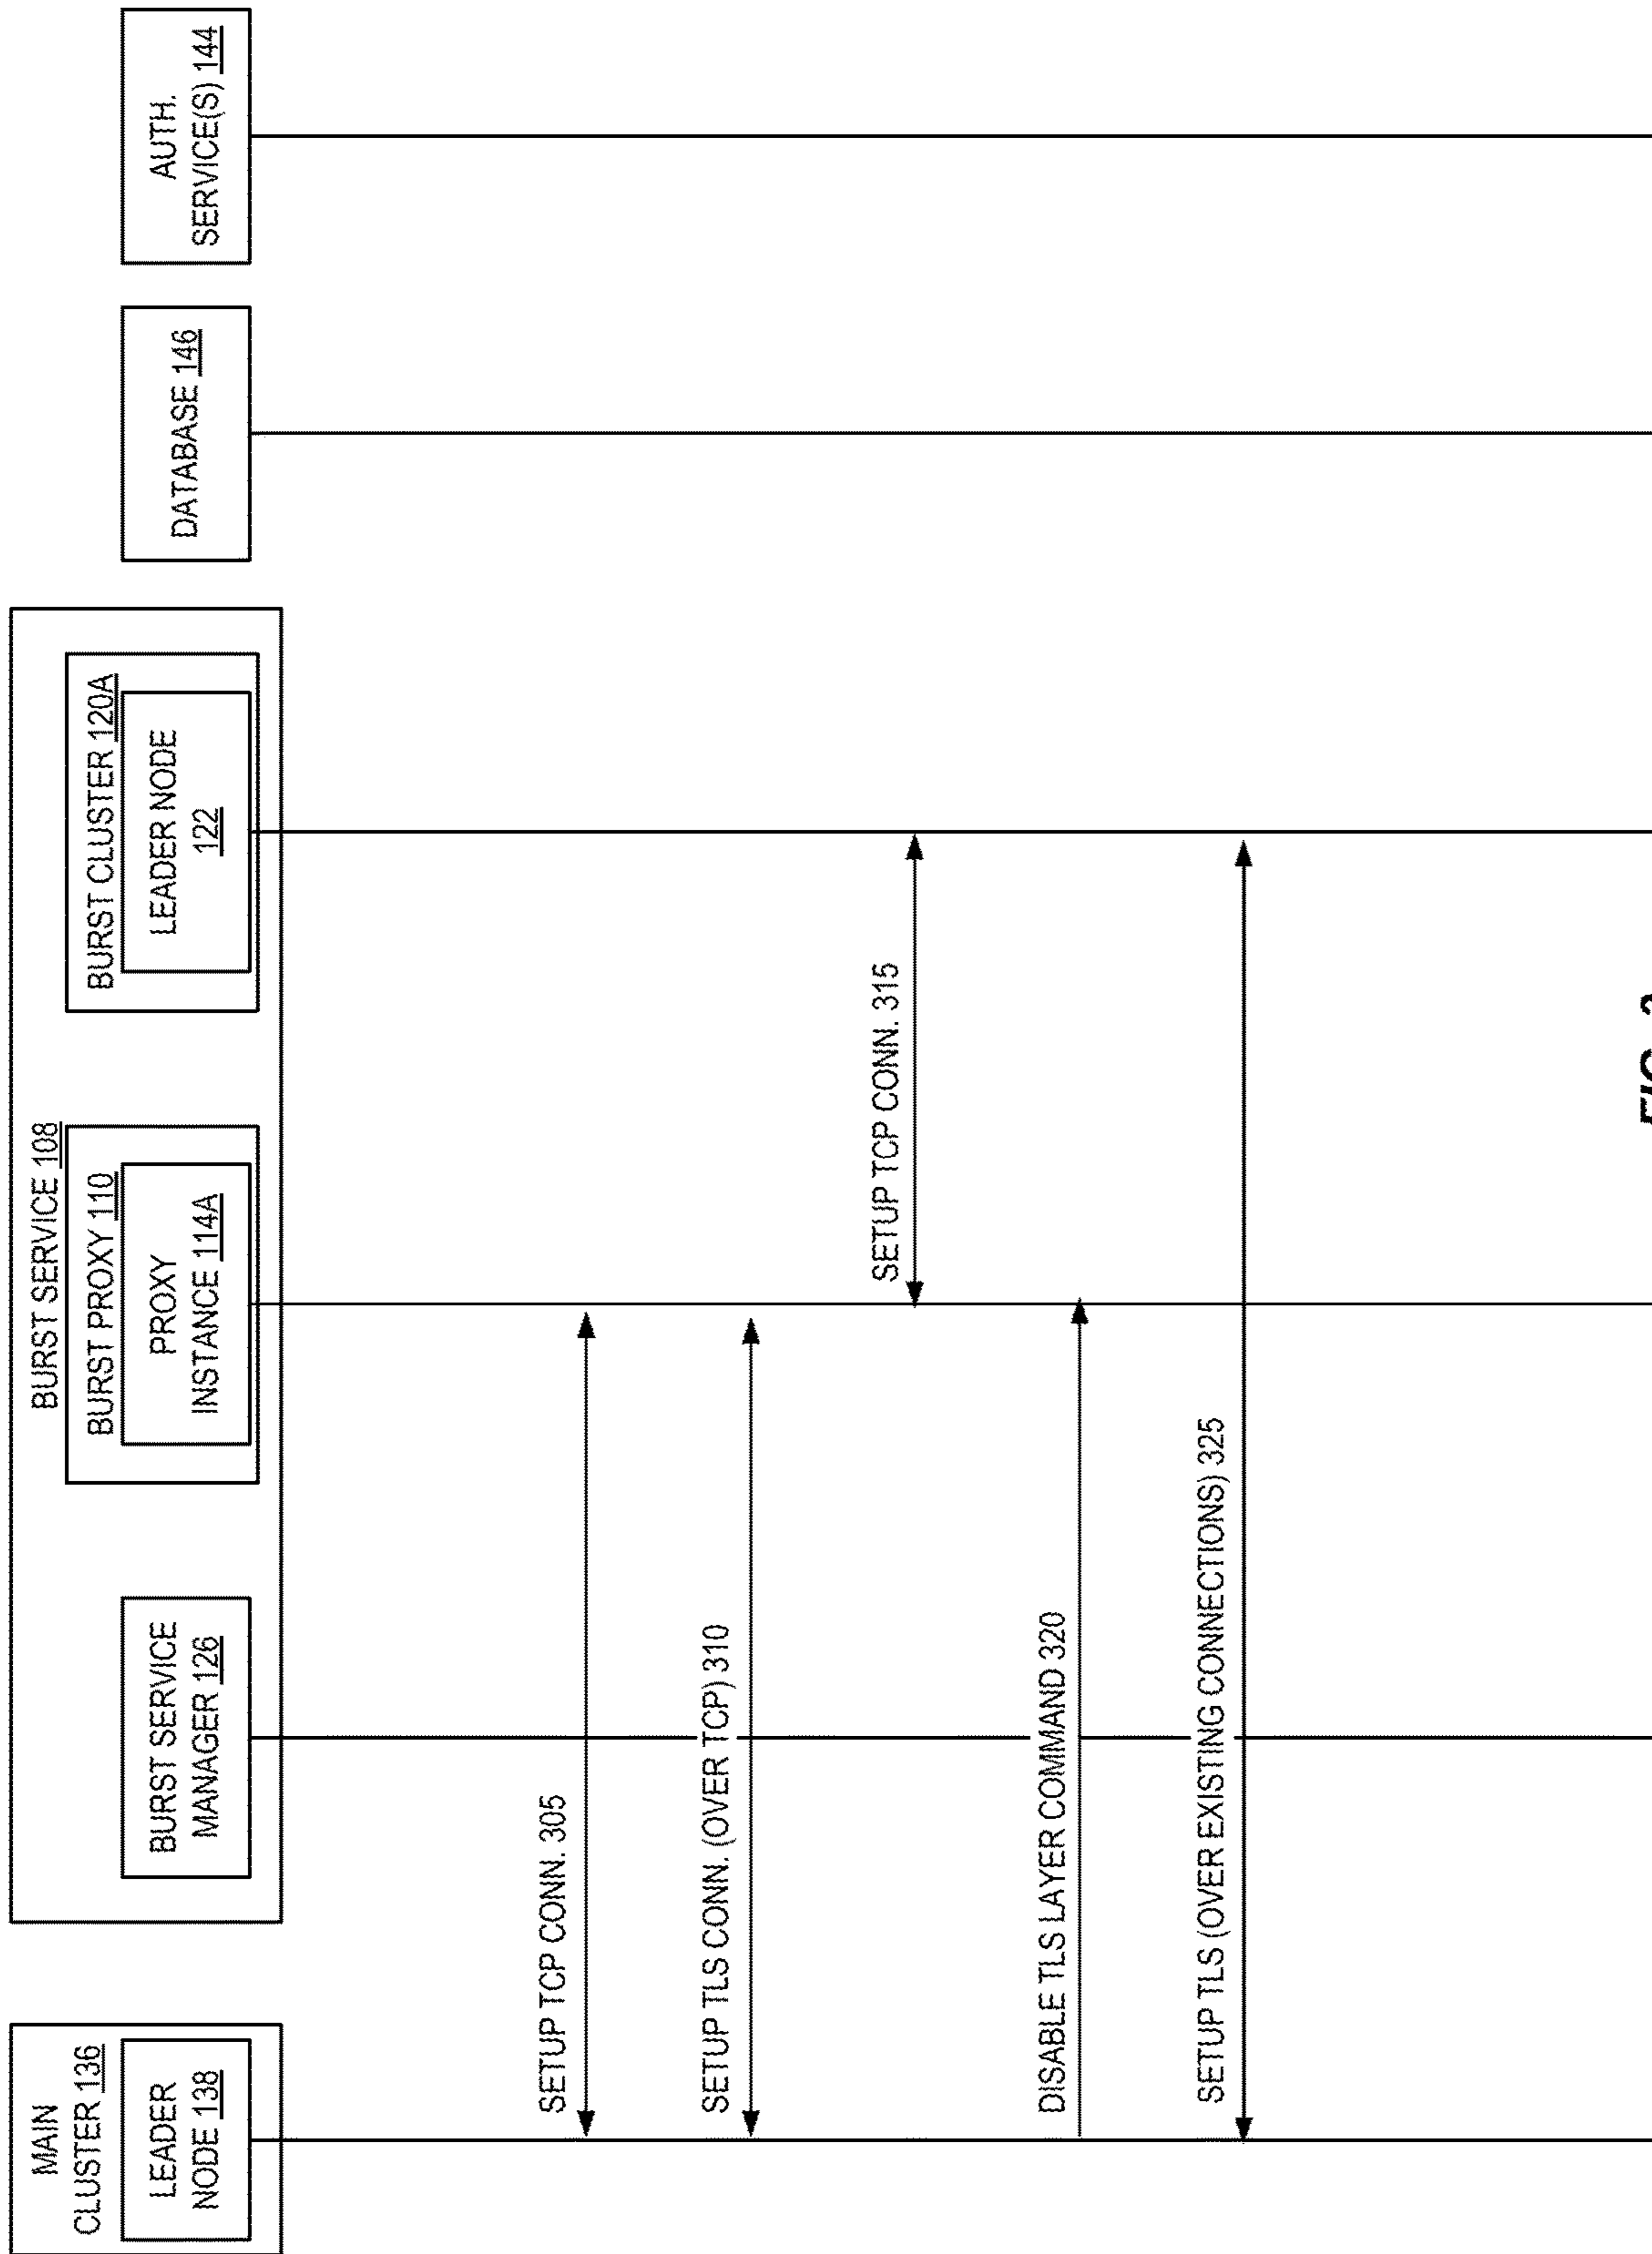 MAIN
CLUSTER 136
LEADER
NODE 138
BURST SERVICE 108
BURST SERVICE
MANAGER 126
BURST PROXY 110
PROXY
INSTANCE 114A
BURST CLUSTER 120A
LEADER NODE
122
DATABASE 146
AUTH.
SERVICE(S) 144
SETUP TCP CONN. 305
SETUP TLS CONN. (OVER TCP) 310
SETUP TCP CONN. 315
DISABLE TLS LAYER COMMAND 320
SETUP TLS (OVER EXISTING CONNECTIONS) 325
FIG.